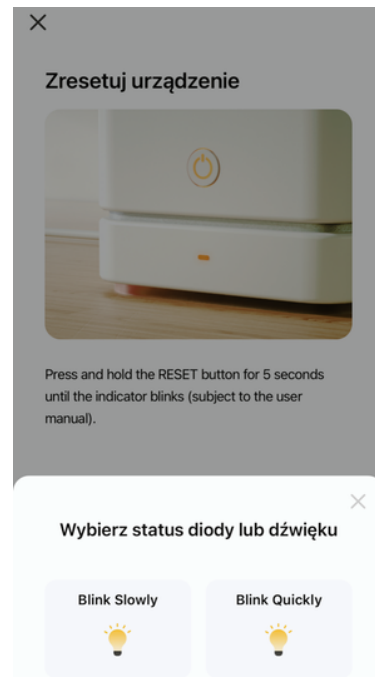 Zresetuj urządzenie
Press and hold the RESET button for 5 seconds
until the indicator blinks (subject to the user
manual).
Wybierz status diody lub dźwięku
Blink Slowly
Blink Quickly